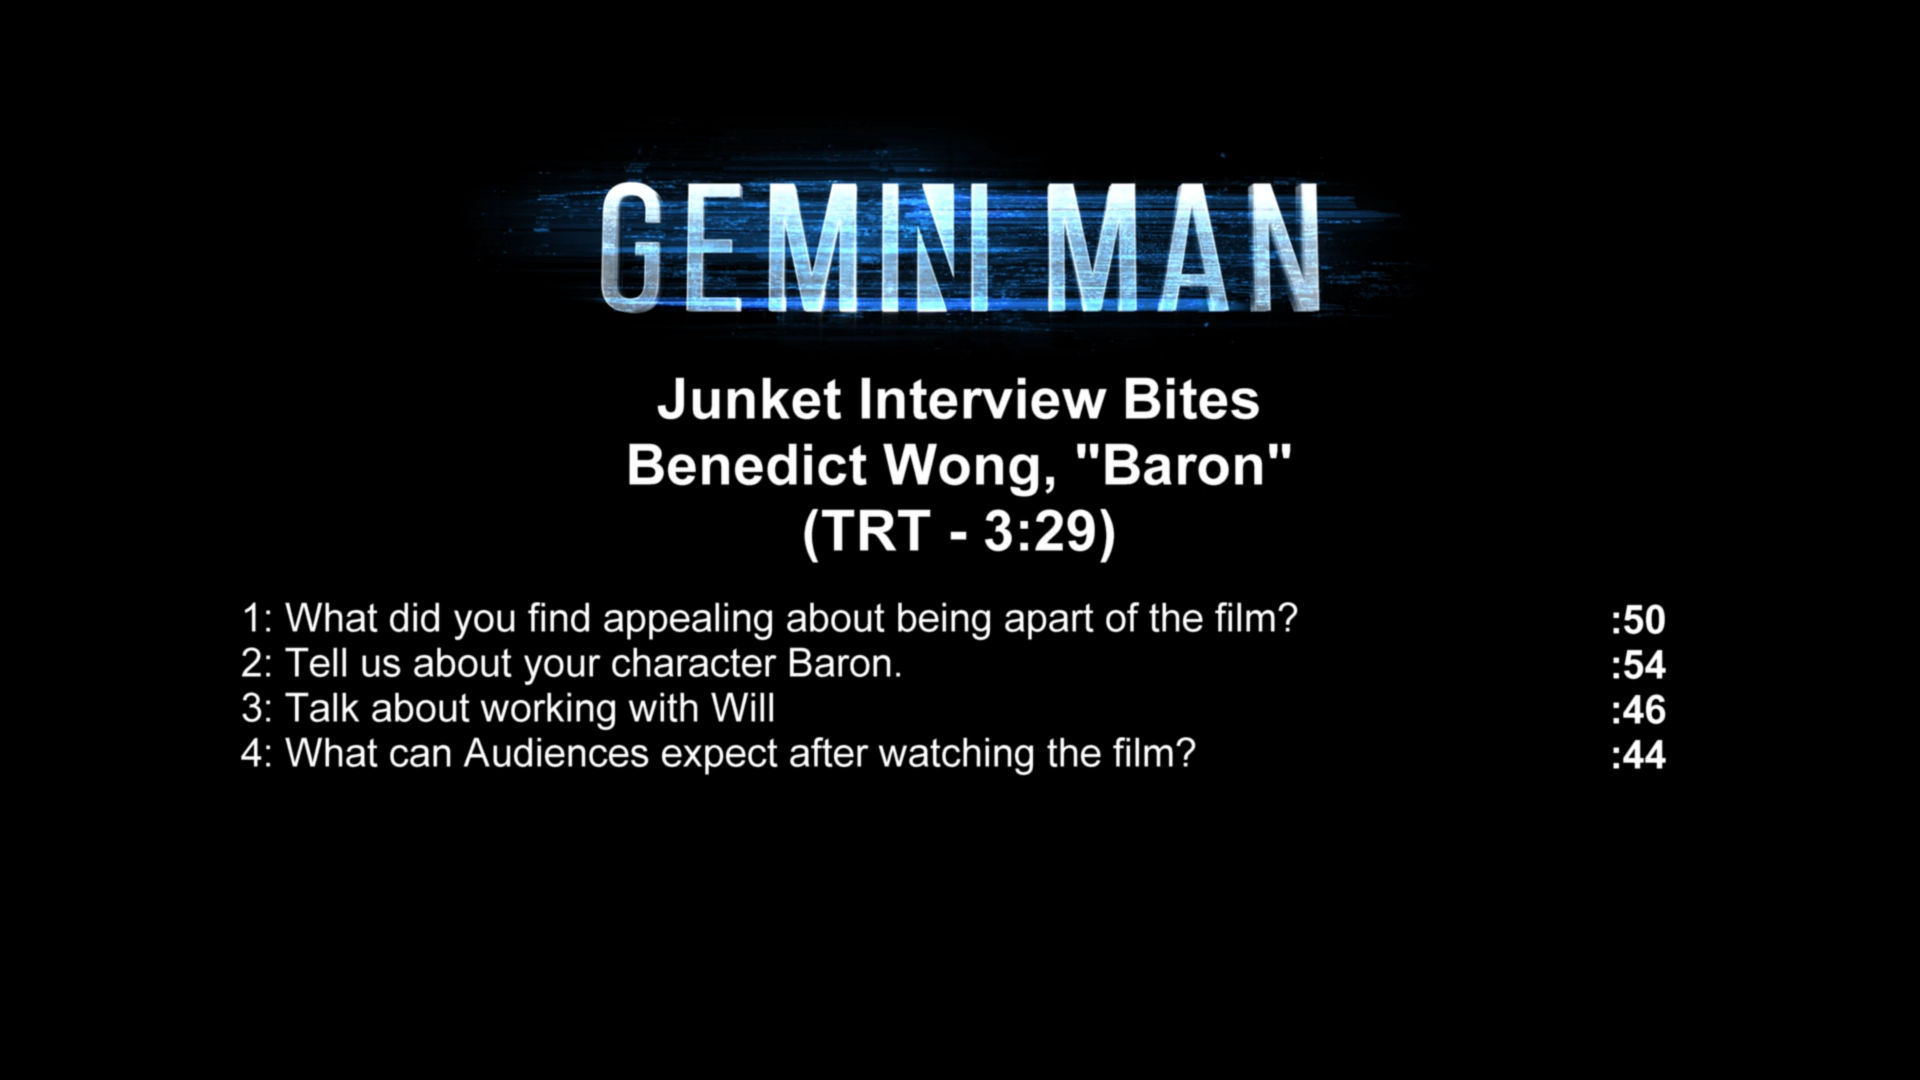 GEMINI MAN
Junket Interview Bites
Benedict Wong, "Baron"
(TRT - 3:29)
1: What did you find appealing about being apart of the film? :50
2: Tell us about your character Baron. :54
3: Talk about working with Will :46
4: What can Audiences expect after watching the film? :44